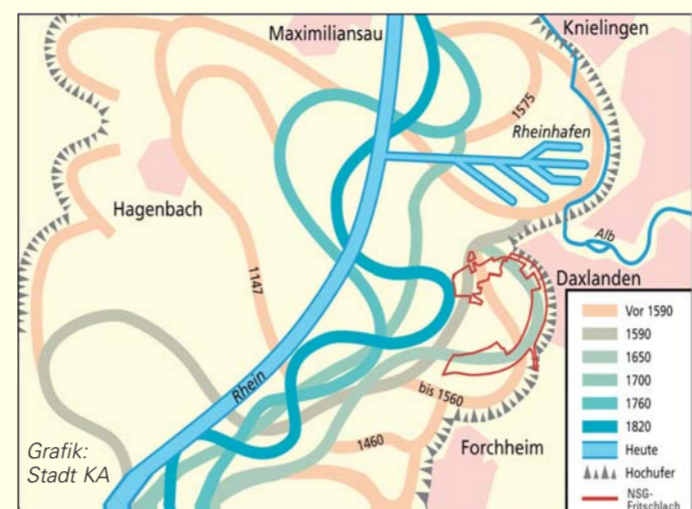 Maximiliansau
Knielingen
1575
Rheinhafen
Hagenbach
Alb
1147
Daxlanden
Rhein
bis 1560
1460
Forchheim
Grafik:
Stadt KA
Vor 1590
1590
1650
1700
1760
1820
Heute
Hochufer
NSG-
Fritschlach